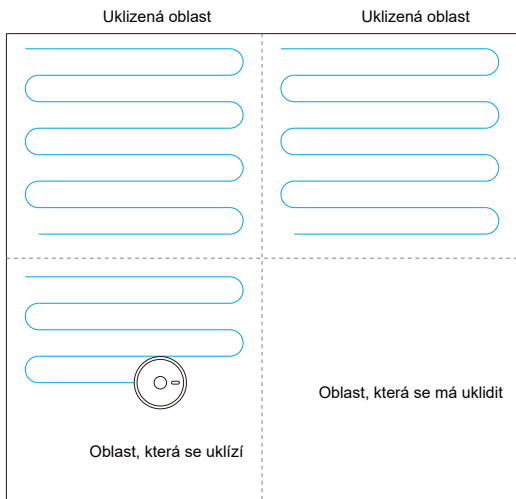 Uklizená oblast
Uklizená oblast
Oblast, která se má uklidit
Oblast, která se uklízí